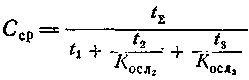 C_ср = t_Σ / (t_1 + t_2 / K_осл₂ + t_3 / K_осл₃)